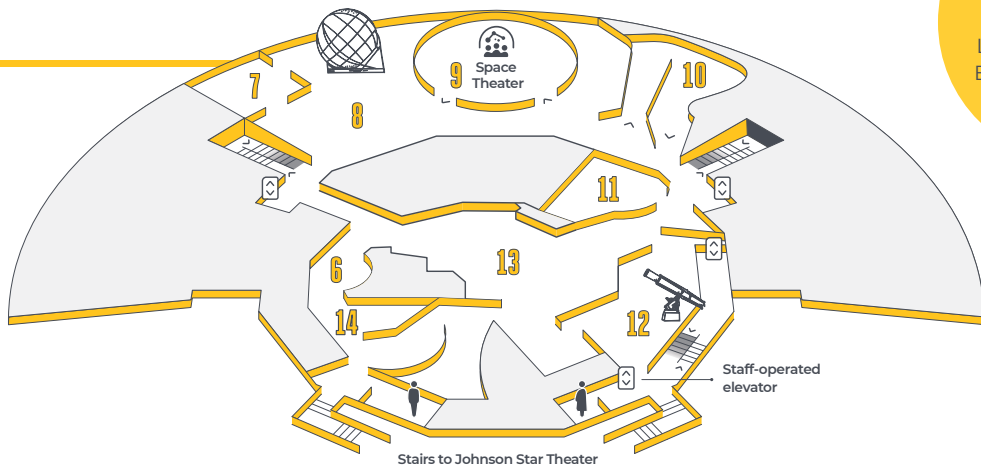 L
E
7
8
9
Space
Theater
10
11
6
13
14
12
Staff-operated
elevator
Stairs to Johnson Star Theater